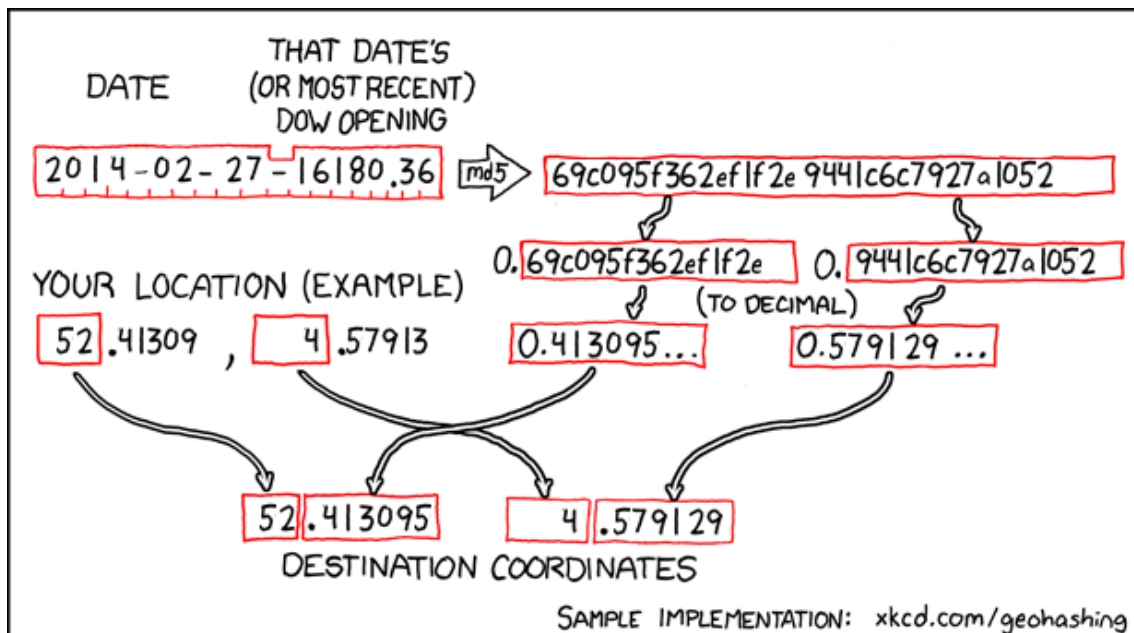 THAT DATE'S
DATE (OR MOST RECENT)
DOW OPENING
2014-02-27-16180.36 md5 69c095f362ef1f2e9441c6c7927a1052
0.69c095f362ef1f2e 0.9441c6c7927a1052
YOUR LOCATION (EXAMPLE) (TO DECIMAL)
52.41309, 4.57913 0.413095... 0.579129...
52.413095 4.579129
DESTINATION COORDINATES
SAMPLE IMPLEMENTATION: xkcd.com/geohashing